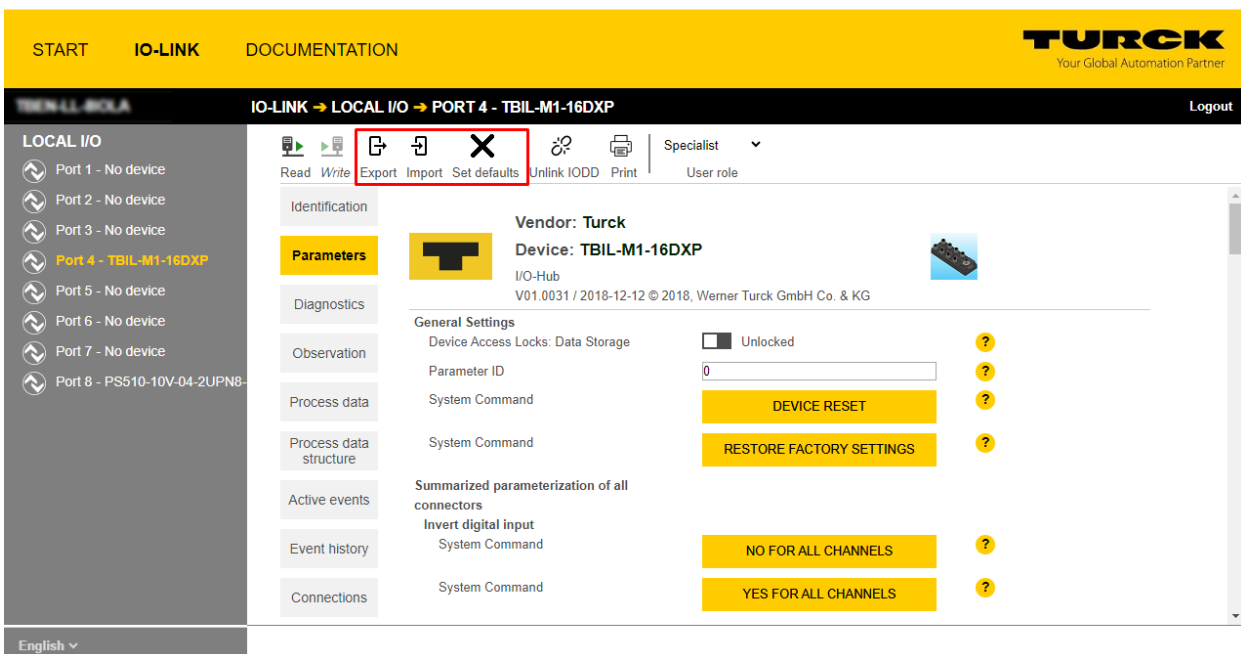 START IO-LINK DOCUMENTATION
TURCK
Your Global Automation Partner
IO-LINK ➔ LOCAL I/O ➔ PORT 4 - TBIL-M1-16DXP
Logout
LOCAL I/O
Port 1 - No device
Port 2 - No device
Port 3 - No device
Port 4 - TBIL-M1-16DXP
Port 5 - No device
Port 6 - No device
Port 7 - No device
Port 8 - PS510-10V-04-2UPN8-
English
Read Write Export Import Set defaults Unlink IODD Print
Specialist
User role
Identification
Parameters
Diagnostics
Observation
Process data
Process data
structure
Active events
Event history
Connections
Vendor: Turck
Device: TBIL-M1-16DXP
I/O-Hub
V01.0031 / 2018-12-12 © 2018, Werner Turck GmbH Co. & KG
General Settings
Device Access Locks: Data Storage Unlocked ?
Parameter ID 0 ?
System Command DEVICE RESET ?
System Command RESTORE FACTORY SETTINGS ?
Summarized parameterization of all
connectors
Invert digital input
System Command NO FOR ALL CHANNELS ?
System Command YES FOR ALL CHANNELS ?